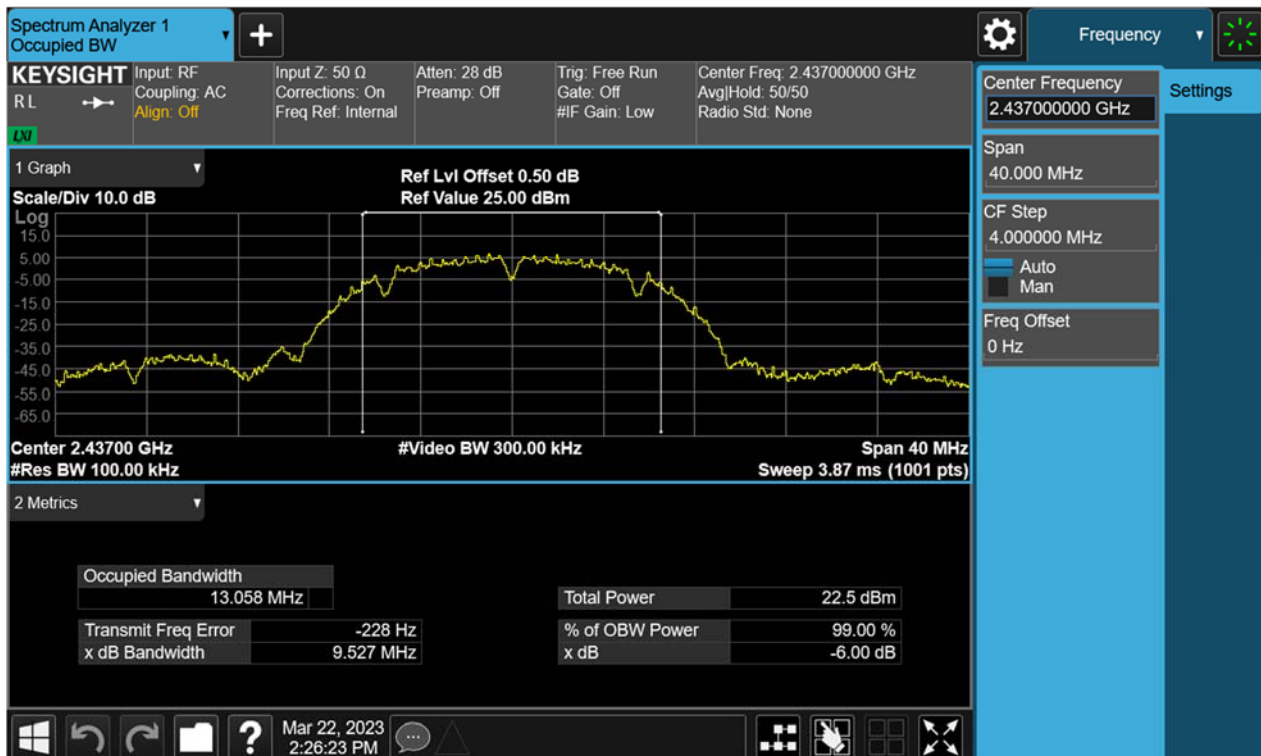 Spectrum Analyzer 1
Occupied BW
Frequency
KEYSIGHT
R L
LXI
Input: RF
Coupling: AC
Align: Off
Input Z: 50 Ω
Corrections: On
Freq Ref: Internal
Atten: 28 dB
Preamp: Off
Trig: Free Run
Gate: Off
#IF Gain: Low
Center Freq: 2.437000000 GHz
Avg|Hold: 50/50
Radio Std: None
Center Frequency
2.437000000 GHz
Settings
Span
40.000 MHz
CF Step
4.000000 MHz
Auto
Man
Freq Offset
0 Hz
1 Graph
Ref Lvl Offset 0.50 dB
Scale/Div 10.0 dB
Ref Value 25.00 dBm
Log
15.0
5.00
-5.00
-15.0
-25.0
-35.0
-45.0
-55.0
-65.0
Center 2.43700 GHz
#Video BW 300.00 kHz
Span 40 MHz
#Res BW 100.00 kHz
Sweep 3.87 ms (1001 pts)
2 Metrics
Occupied Bandwidth
13.058 MHz
Total Power 22.5 dBm
Transmit Freq Error -228 Hz
% of OBW Power 99.00 %
x dB Bandwidth 9.527 MHz
x dB -6.00 dB
?
Mar 22, 2023
2:26:23 PM